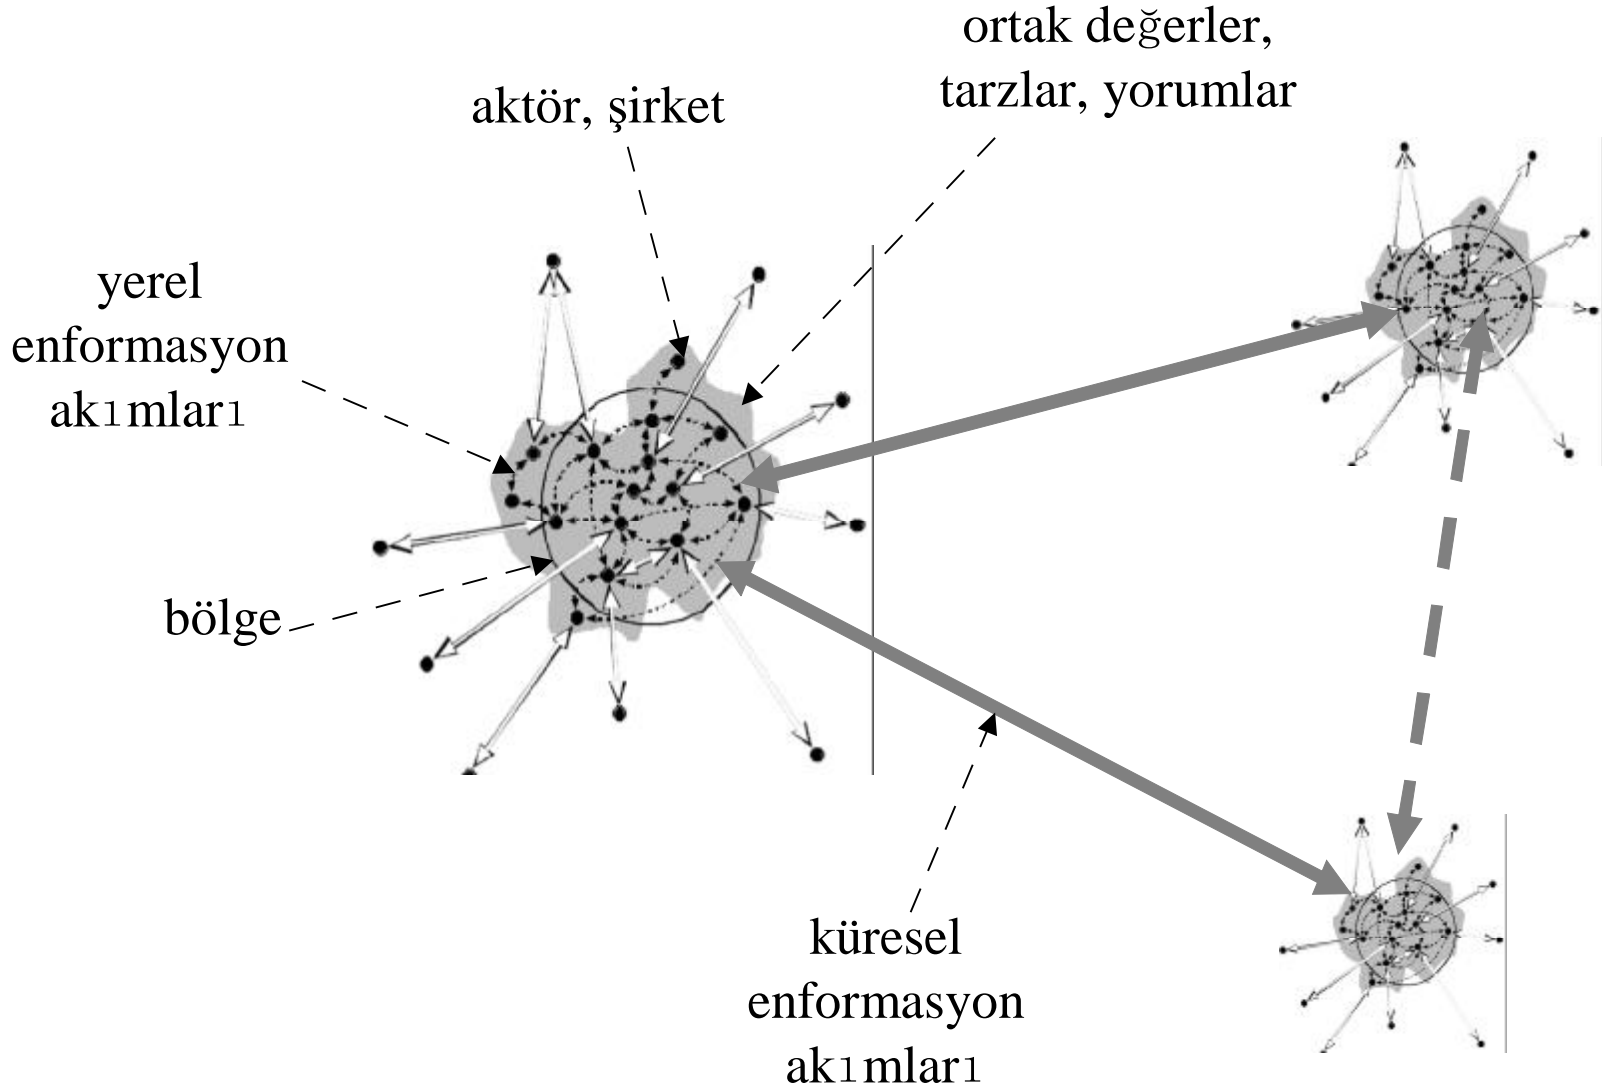 ortak değerler,
tarzlar, yorumlar
aktör, şirket
yerel
enformasyon
akımları
bölge
küresel
enformasyon
akımları